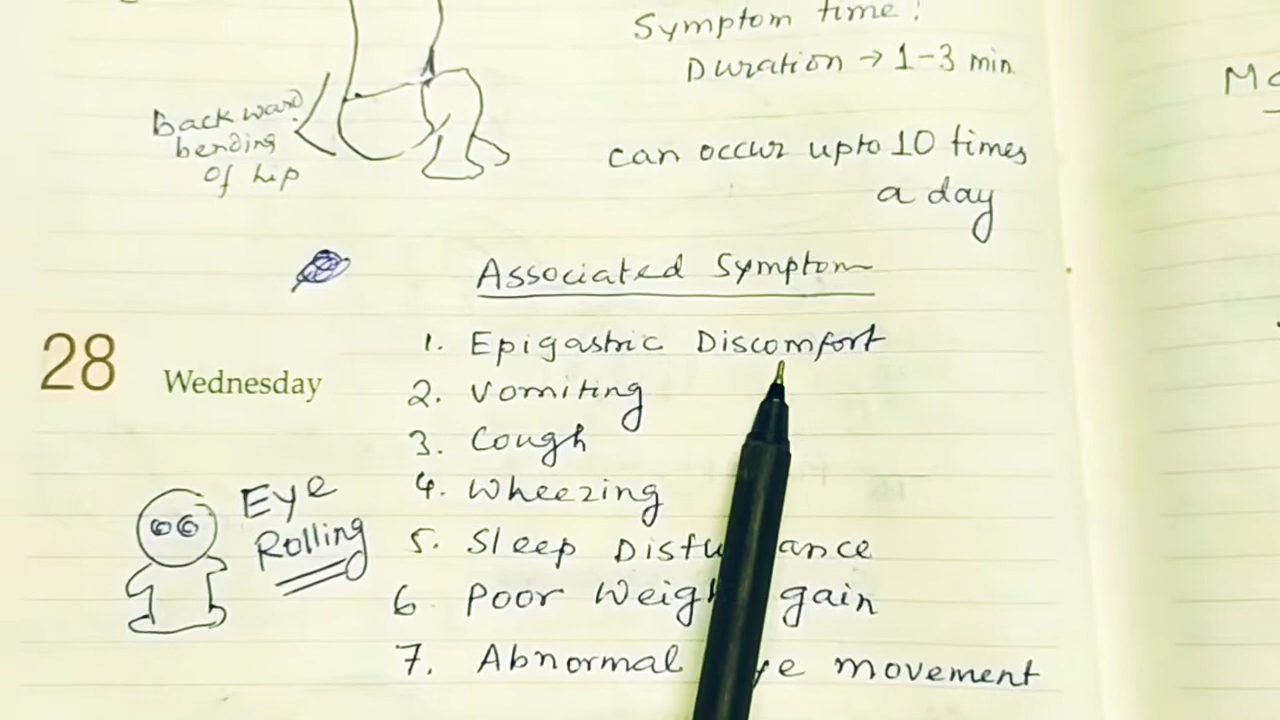 Symptom time!
Duration → 1-3 min
Backward
bending
of hip
can occur upto 10 times
a day
Associated Symptom
28 Wednesday
1. Epigastric Discomfort
2. Vomiting
3. Cough
4. Wheezing
5. Sleep
6. Poor gain
7. Abnormal movement
Eye
Rolling